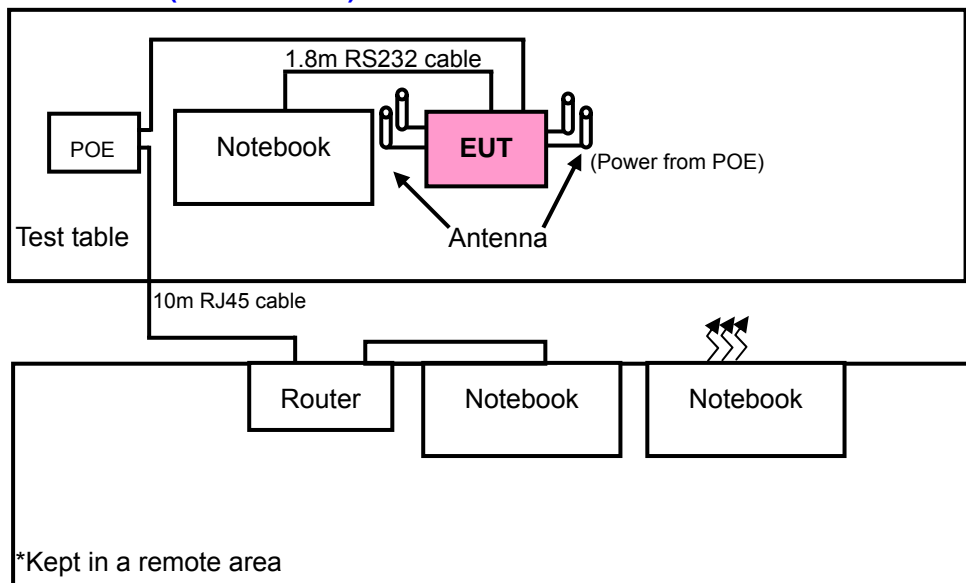 1.8m RS232 cable
POE
Notebook
EUT
(Power from POE)
Antenna
Test table
10m RJ45 cable
Router
Notebook
Notebook
*Kept in a remote area